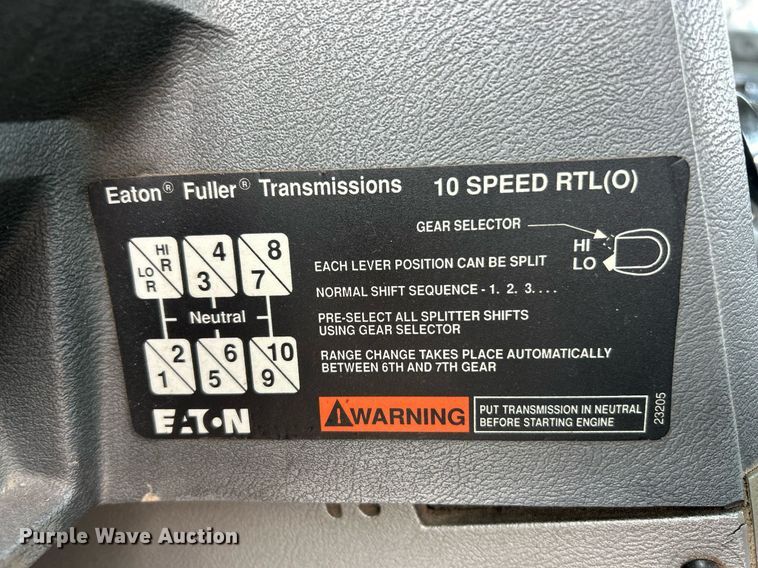 Eaton® Fuller® Transmissions 10 SPEED RTL(O)
GEAR SELECTOR
HI
LO
LO R HI R
3 4
7 8
EACH LEVER POSITION CAN BE SPLIT
NORMAL SHIFT SEQUENCE - 1. 2. 3. . . .
Neutral
PRE-SELECT ALL SPLITTER SHIFTS
USING GEAR SELECTOR
1 2
5 6
9 10
RANGE CHANGE TAKES PLACE AUTOMATICALLY
BETWEEN 6TH AND 7TH GEAR
EATON
WARNING
PUT TRANSMISSION IN NEUTRAL
BEFORE STARTING ENGINE
23205
Purple Wave Auction